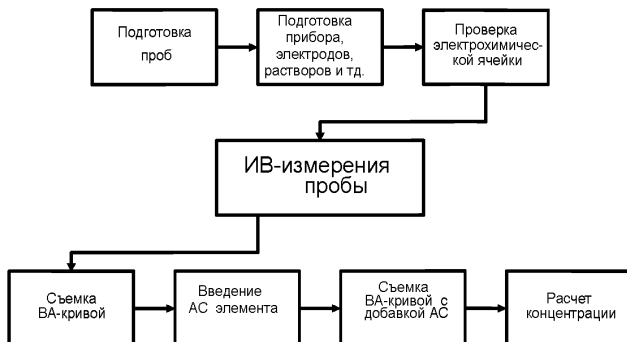 Подготовка
проб
Подготовка
прибора,
электродов,
растворов и тд.
Проверка
электрохимичес-
кой ячейки
ИВ-измерения
пробы
Съемка
ВА-кривой
Введение
АС элемента
Съемка
ВА-кривой с
добавкой АС
Расчет
концентрации